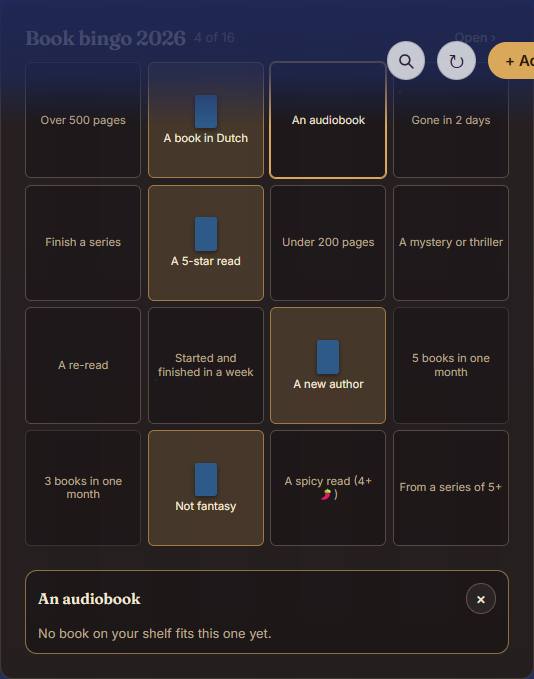 Book bingo 2026 4 of 16 Open ›
+ Ad
Over 500 pages
A book in Dutch
An audiobook
Gone in 2 days
Finish a series
A 5-star read
Under 200 pages
A mystery or thriller
A re-read
Started and
finished in a week
A new author
5 books in one
month
3 books in one
month
Not fantasy
A spicy read (4+
🌶️)
From a series of 5+
An audiobook
×
No book on your shelf fits this one yet.